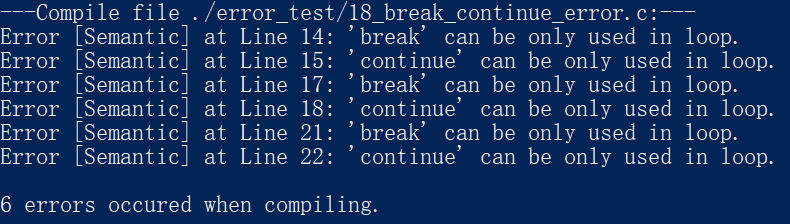 ---Compile file ./error_test/18_break_continue_error.c:---
Error [Semantic] at Line 14: 'break' can be only used in loop.
Error [Semantic] at Line 15: 'continue' can be only used in loop.
Error [Semantic] at Line 17: 'break' can be only used in loop.
Error [Semantic] at Line 18: 'continue' can be only used in loop.
Error [Semantic] at Line 21: 'break' can be only used in loop.
Error [Semantic] at Line 22: 'continue' can be only used in loop.
6 errors occured when compiling.